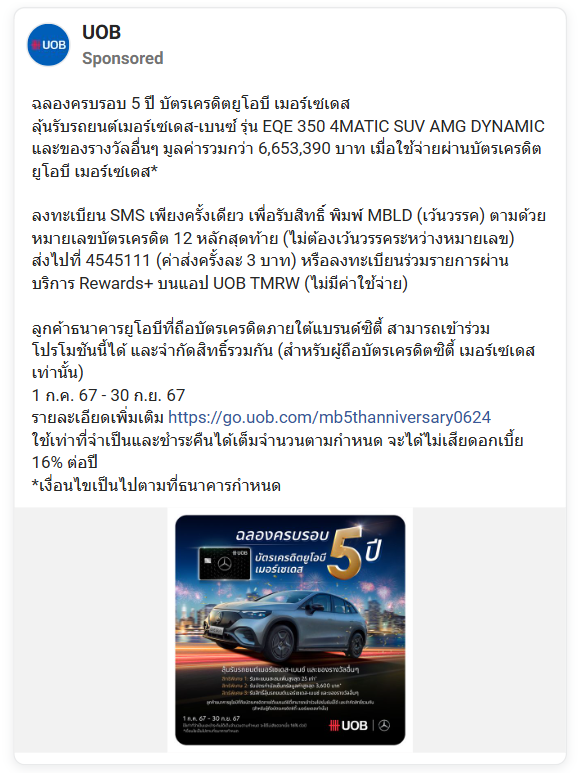 UOB
UOB
Sponsored
ฉลองครบรอบ 5 ปี บัตรเครดิตยูโอบี เมอร์เซเดส
ลุ้นรับรถยนต์เมอร์เซเดส-เบนซ์ รุ่น EQE 350 4MATIC SUV AMG DYNAMIC
และของรางวัลอื่นๆ มูลค่ารวมกว่า 6,653,390 บาท เมื่อใช้จ่ายผ่านบัตรเครดิต
ยูโอบี เมอร์เซเดส*
ลงทะเบียน SMS เพียงครั้งเดียว เพื่อรับสิทธิ์ พิมพ์ MBLD (เว้นวรรค) ตามด้วย
หมายเลขบัตรเครดิต 12 หลักสุดท้าย (ไม่ต้องเว้นวรรคระหว่างหมายเลข)
ส่งไปที่ 4545111 (ค่าส่งครั้งละ 3 บาท) หรือลงทะเบียนร่วมรายการผ่าน
บริการ Rewards+ บนแอป UOB TMRW (ไม่มีค่าใช้จ่าย)
ลูกค้าธนาคารยูโอบีที่ถือบัตรเครดิตภายใต้แบรนด์ซิตี้ สามารถเข้าร่วม
โปรโมชันนี้ได้ และจำกัดสิทธิ์รวมกัน (สำหรับผู้ถือบัตรเครดิตซิตี้ เมอร์เซเดส
เท่านั้น)
1 ก.ค. 67 - 30 ก.ย. 67
รายละเอียดเพิ่มเติม https://go.uob.com/mb5thanniversary0624
ใช้เท่าที่จำเป็นและชำระคืนได้เต็มจำนวนตามกำหนด จะได้ไม่เสียดอกเบี้ย
16% ต่อปี
*เงื่อนไขเป็นไปตามที่ธนาคารกำหนด
ฉลองครบรอบ
5 ปี
UOB
บัตรเครดิตยูโอบี
เมอร์เซเดส
ลุ้นรับรถยนต์เมอร์เซเดส-เบนซ์ และของรางวัลอื่นๆ
1 ก.ค. 67 - 30 ก.ย. 67
UOB